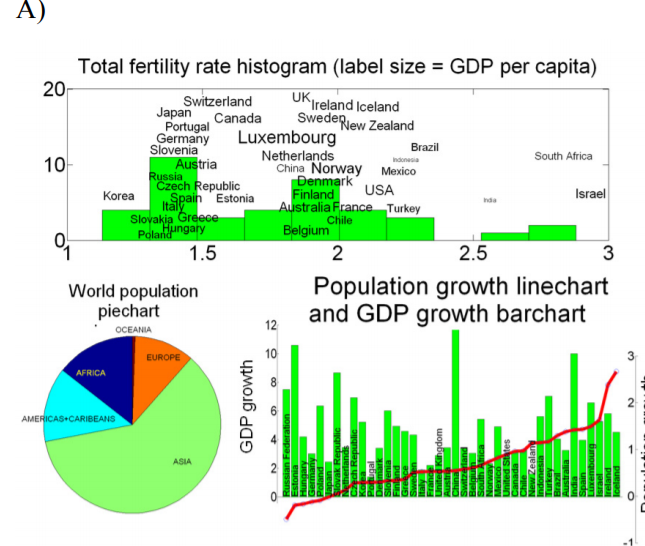 A)
Total fertility rate histogram (label size = GDP per capita)
20
10
0
1
1.5
2
2.5
3
Switzerland
UK
Ireland
Iceland
Japan
Canada
Sweden
New Zealand
Portugal
Germany
Luxembourg
Slovenia
Netherlands
Brazil
Austria
China
Norway
Indonesia
South Africa
Russia
Denmark
Mexico
Czech Republic
Finland
USA
Israel
Korea
Spain
Estonia
India
Italy
Australia
France
Turkey
Slovakia
Greece
Chile
Poland
Hungary
Belgium
World population
piechart
OCEANIA
EUROPE
AFRICA
AMERICAS+CARIBEANS
ASIA
Population growth linechart
and GDP growth barchart
GDP growth
12
10
8
6
4
2
0
Russian Federation
Estonia
Hungary
Germany
Poland
Japan
Slovak Republic
Netherlands
Czech Republic
Korea
Portugal
Denmark
Slovenia
Finland
Greece
Sweden
Italy
France
United Kingdom
Austria
China
Switzerland
Belgium
South Africa
Norway
Mexico
United States
Canada
Chile
New Zealand
Indonesia
Turkey
Brazil
Australia
India
Spain
Luxembourg
Israel
Ireland
Iceland
3
2
1
0
-1